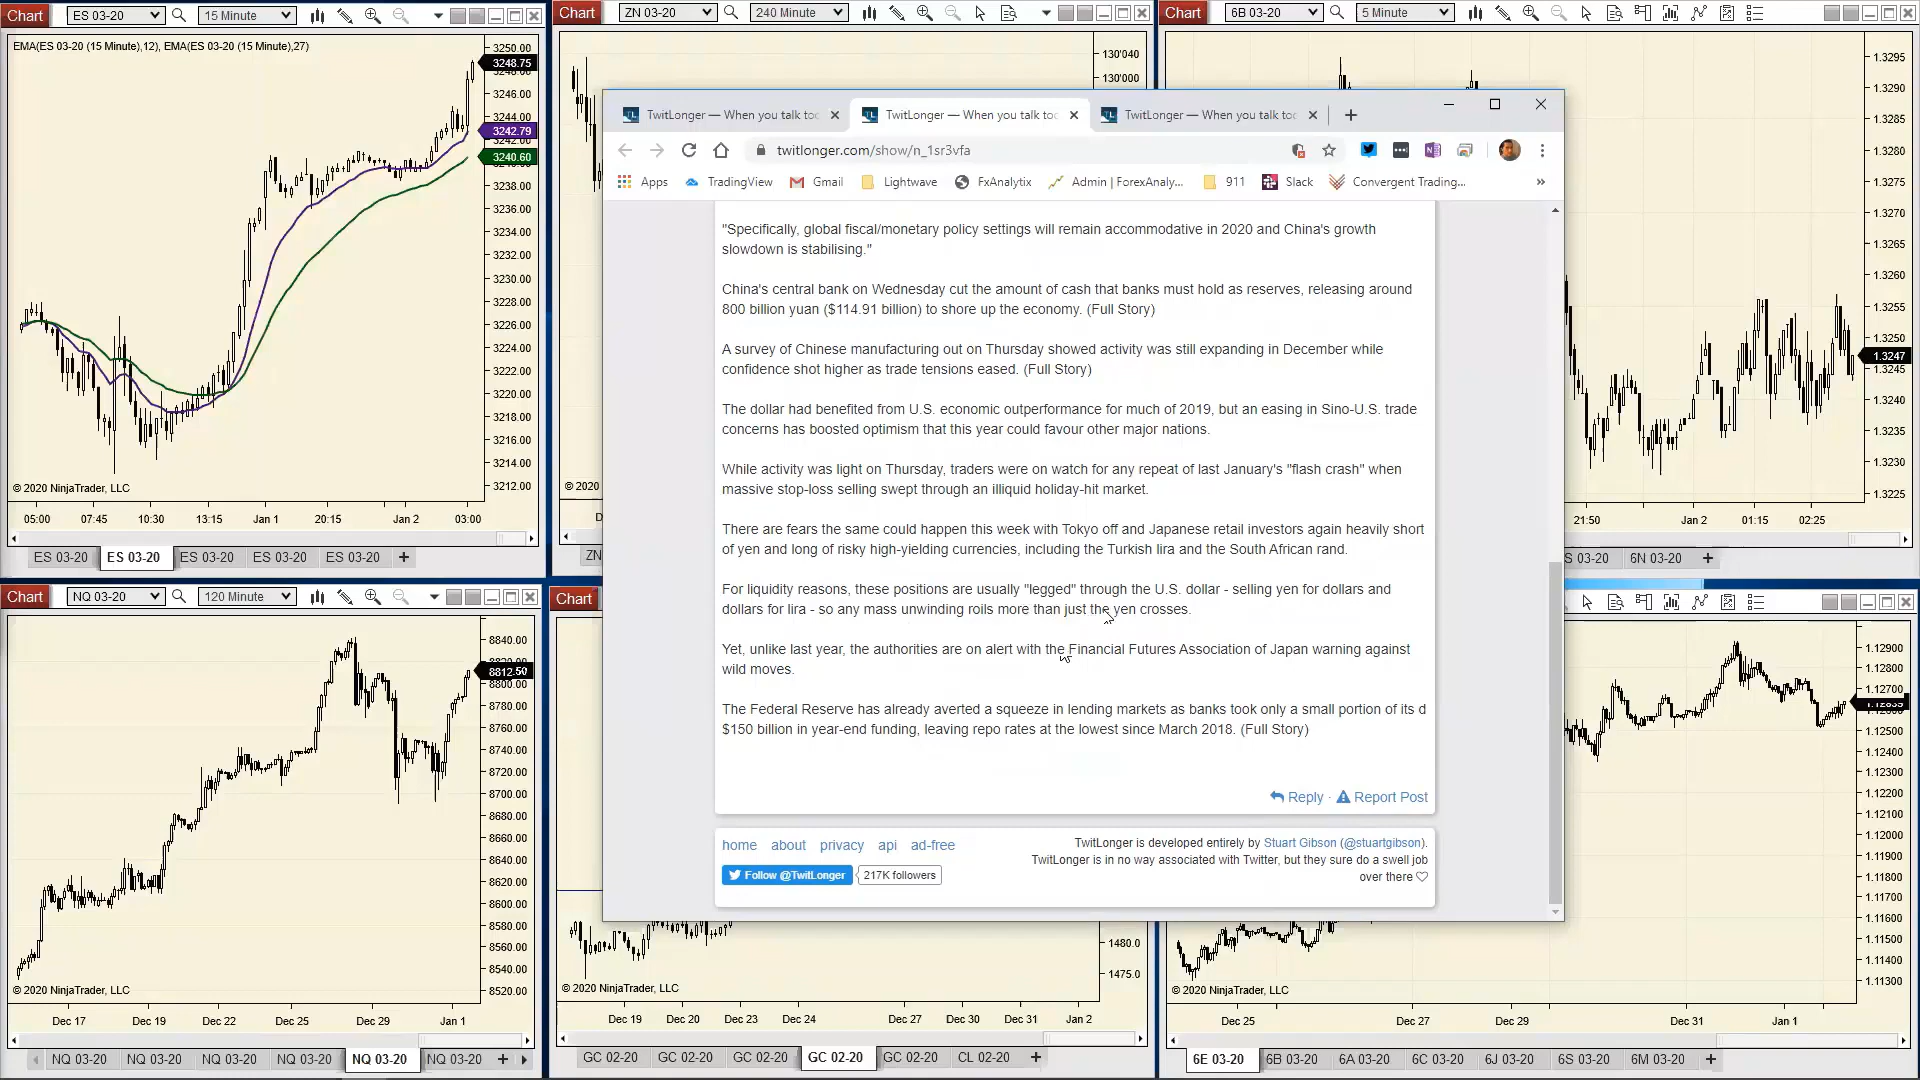 Chart ES 03-20 15 Minute
EMA(ES 03-20 (15 Minute),12), EMA(ES 03-20 (15 Minute),27)
3250.00
3248.75
3246.00
3244.00
3242.79
3240.60
3238.00
3236.00
3234.00
3232.00
3230.00
3228.00
3226.00
3224.00
3222.00
3220.00
3218.00
3216.00
3214.00
3212.00
© 2020 NinjaTrader, LLC
05:00 07:45 10:30 13:15 Jan 1 20:15 Jan 2 03:00
ES 03-20 ES 03-20 ES 03-20 ES 03-20 ES 03-20 +
Chart ZN 03-20 240 Minute
130'040
130'000
© 2020
Chart 6B 03-20 5 Minute
1.3295
1.3290
1.3285
1.3280
1.3275
1.3270
1.3265
1.3260
1.3255
1.3250
1.3247
1.3245
1.3240
1.3235
1.3230
1.3225
21:50 Jan 2 01:15 02:25
S 03-20 6N 03-20 +
TwitLonger — When you talk too TwitLonger — When you talk too TwitLonger — When you talk too
twitlonger.com/show/n_1sr3vfa
Apps TradingView Gmail Lightwave FxAnalytix Admin | ForexAnaly... 911 Slack Convergent Trading... »
"Specifically, global fiscal/monetary policy settings will remain accommodative in 2020 and China's growth
slowdown is stabilising."
China's central bank on Wednesday cut the amount of cash that banks must hold as reserves, releasing around
800 billion yuan ($114.91 billion) to shore up the economy. (Full Story)
A survey of Chinese manufacturing out on Thursday showed activity was still expanding in December while
confidence shot higher as trade tensions eased. (Full Story)
The dollar had benefited from U.S. economic outperformance for much of 2019, but an easing in Sino-U.S. trade
concerns has boosted optimism that this year could favour other major nations.
While activity was light on Thursday, traders were on watch for any repeat of last January's "flash crash" when
massive stop-loss selling swept through an illiquid holiday-hit market.
There are fears the same could happen this week with Tokyo off and Japanese retail investors again heavily short
of yen and long of risky high-yielding currencies, including the Turkish lira and the South African rand.
For liquidity reasons, these positions are usually "legged" through the U.S. dollar - selling yen for dollars and
dollars for lira - so any mass unwinding roils more than just the yen crosses.
Yet, unlike last year, the authorities are on alert with the Financial Futures Association of Japan warning against
wild moves.
The Federal Reserve has already averted a squeeze in lending markets as banks took only a small portion of its d
$150 billion in year-end funding, leaving repo rates at the lowest since March 2018. (Full Story)
Reply · Report Post
home about privacy api ad-free
Follow @TwitLonger 217K followers
TwitLonger is developed entirely by Stuart Gibson (@stuartgibson).
TwitLonger is in no way associated with Twitter, but they sure do a swell job
over there ♡
Chart NQ 03-20 120 Minute
8840.00
8812.50
8800.00
8760.00
8740.00
8720.00
8700.00
8680.00
8660.00
8640.00
8620.00
8600.00
8580.00
8560.00
8540.00
8520.00
© 2020 NinjaTrader, LLC
Dec 17 Dec 19 Dec 22 Dec 25 Dec 29 Jan 1
NQ 03-20 NQ 03-20 NQ 03-20 NQ 03-20 NQ 03-20 NQ 03-20 +
Chart
1480.0
1475.0
© 2020 NinjaTrader, LLC
Dec 19 Dec 20 Dec 23 Dec 24 Dec 27 Dec 30 Dec 31 Jan 2
GC 02-20 GC 02-20 GC 02-20 GC 02-20 GC 02-20 CL 02-20 +
1.12900
1.12800
1.12700
1.12500
1.12400
1.12300
1.12200
1.12100
1.12000
1.11900
1.11800
1.11700
1.11600
1.11500
1.11400
1.11300
© 2020 NinjaTrader, LLC
Dec 25 Dec 27 Dec 29 Dec 31 Jan 1
6E 03-20 6B 03-20 6A 03-20 6C 03-20 6J 03-20 6S 03-20 6M 03-20 +